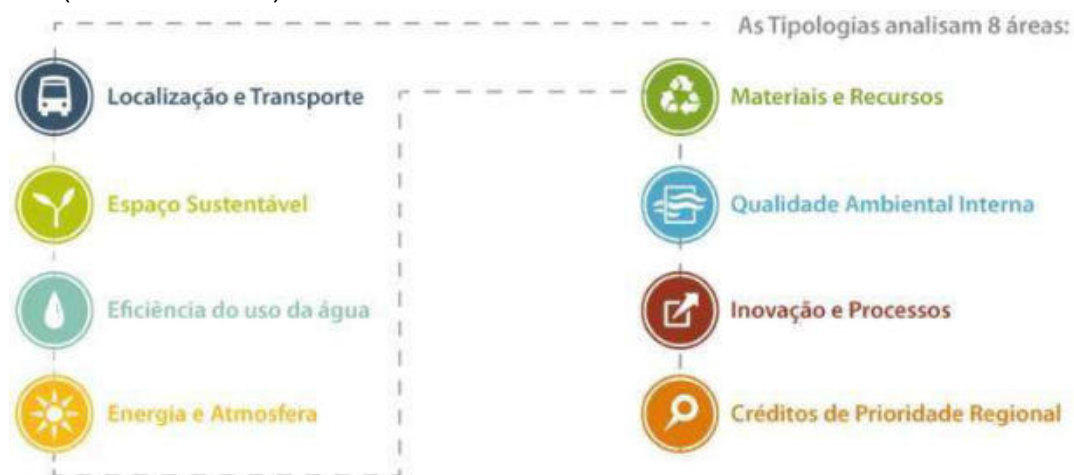 As Tipologias analisam 8 áreas:
Localização e Transporte
Espaço Sustentável
Eficiência do uso da água
Energia e Atmosfera
Materiais e Recursos
Qualidade Ambiental Interna
Inovação e Processos
Créditos de Prioridade Regional